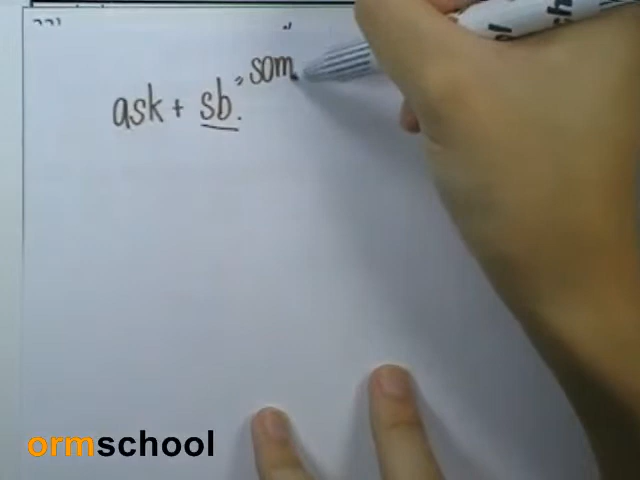 som
ask + sb.
ormschool